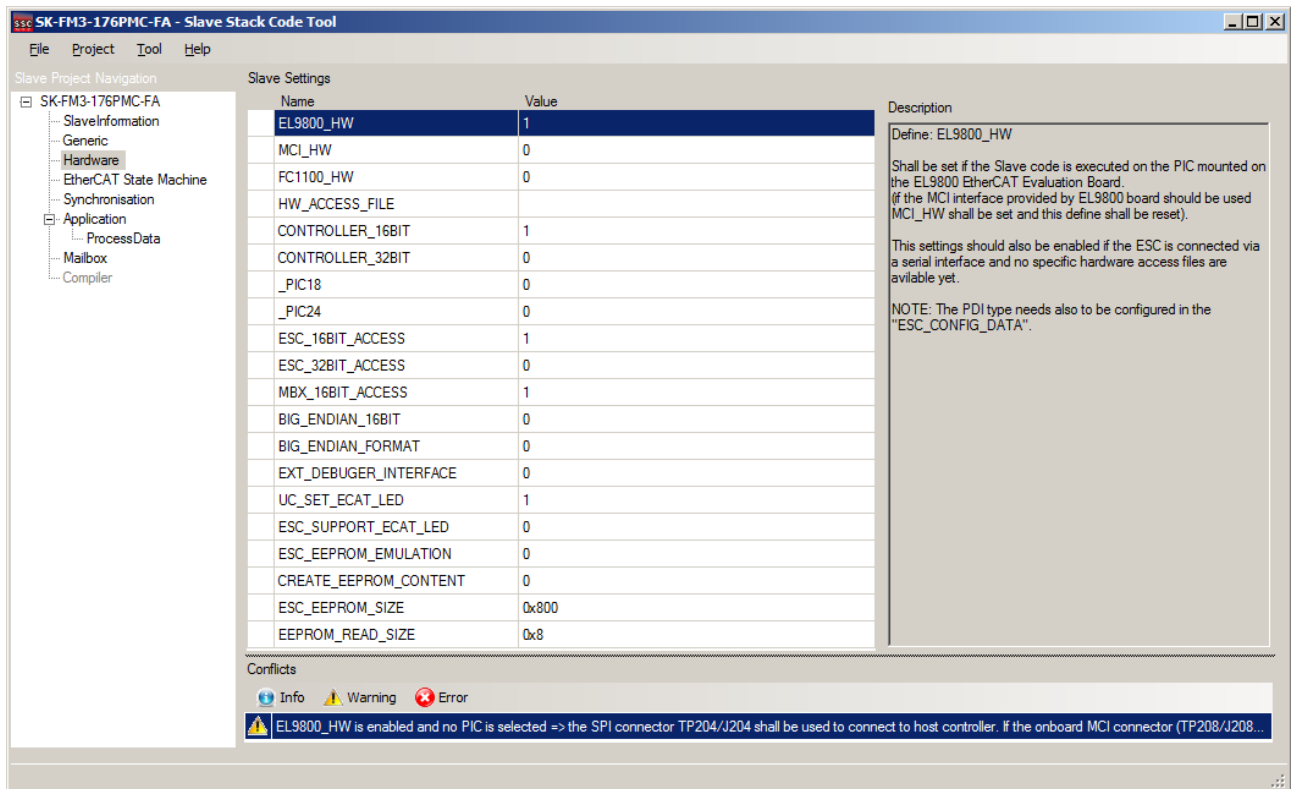 SSC SK-FM3-176PMC-FA - Slave Stack Code Tool
File Project Tool Help
Slave Project Navigation
SK-FM3-176PMC-FA
SlaveInformation
Generic
Hardware
EtherCAT State Machine
Synchronisation
Application
ProcessData
Mailbox
Compiler
Slave Settings
Name Value
EL9800_HW 1
MCI_HW 0
FC1100_HW 0
HW_ACCESS_FILE
CONTROLLER_16BIT 1
CONTROLLER_32BIT 0
_PIC18 0
_PIC24 0
ESC_16BIT_ACCESS 1
ESC_32BIT_ACCESS 0
MBX_16BIT_ACCESS 1
BIG_ENDIAN_16BIT 0
BIG_ENDIAN_FORMAT 0
EXT_DEBUGER_INTERFACE 0
UC_SET_ECAT_LED 1
ESC_SUPPORT_ECAT_LED 0
ESC_EEPROM_EMULATION 0
CREATE_EEPROM_CONTENT 0
ESC_EEPROM_SIZE 0x800
EEPROM_READ_SIZE 0x8
Description
Define: EL9800_HW
Shall be set if the Slave code is executed on the PIC mounted on
the EL9800 EtherCAT Evaluation Board.
(if the MCI interface provided by EL9800 board should be used
MCI_HW shall be set and this define shall be reset).
This settings should also be enabled if the ESC is connected via
a serial interface and no specific hardware access files are
avilable yet.
NOTE: The PDI type needs also to be configured in the
"ESC_CONFIG_DATA".
Conflicts
Info Warning Error
EL9800_HW is enabled and no PIC is selected => the SPI connector TP204/J204 shall be used to connect to host controller. If the onboard MCI connector (TP208/J208...